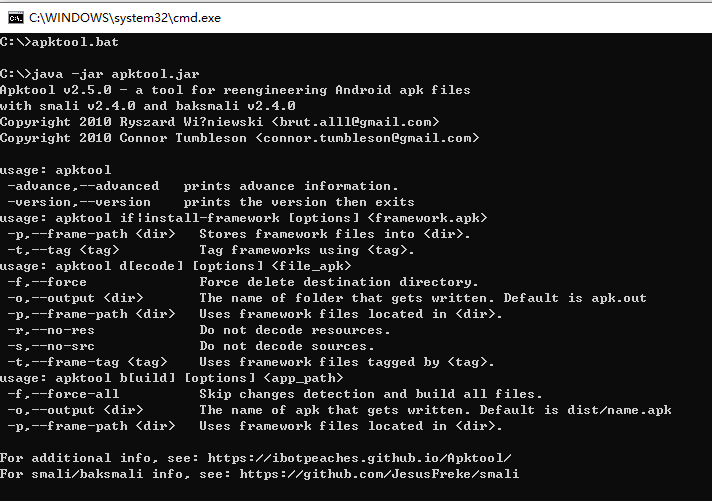 C:\WINDOWS\system32\cmd.exe
C:\>apktool.bat
C:\>java -jar apktool.jar
Apktool v2.5.0 - a tool for reengineering Android apk files
with smali v2.4.0 and baksmali v2.4.0
Copyright 2010 Ryszard Wi?niewski <brut.alll@gmail.com>
Copyright 2010 Connor Tumbleson <connor.tumbleson@gmail.com>
usage: apktool
 -advance,--advanced   prints advance information.
 -version,--version    prints the version then exits
usage: apktool if|install-framework [options] <framework.apk>
 -p,--frame-path <dir>   Stores framework files into <dir>.
 -t,--tag <tag>          Tag frameworks using <tag>.
usage: apktool d[ecode] [options] <file_apk>
 -f,--force              Force delete destination directory.
 -o,--output <dir>       The name of folder that gets written. Default is apk.out
 -p,--frame-path <dir>   Uses framework files located in <dir>.
 -r,--no-res             Do not decode resources.
 -s,--no-src             Do not decode sources.
 -t,--frame-tag <tag>    Uses framework files tagged by <tag>.
usage: apktool b[uild] [options] <app_path>
 -f,--force-all          Skip changes detection and build all files.
 -o,--output <dir>       The name of apk that gets written. Default is dist/name.apk
 -p,--frame-path <dir>   Uses framework files located in <dir>.
For additional info, see: https://ibotpeaches.github.io/Apktool/
For smali/baksmali info, see: https://github.com/JesusFreke/smali